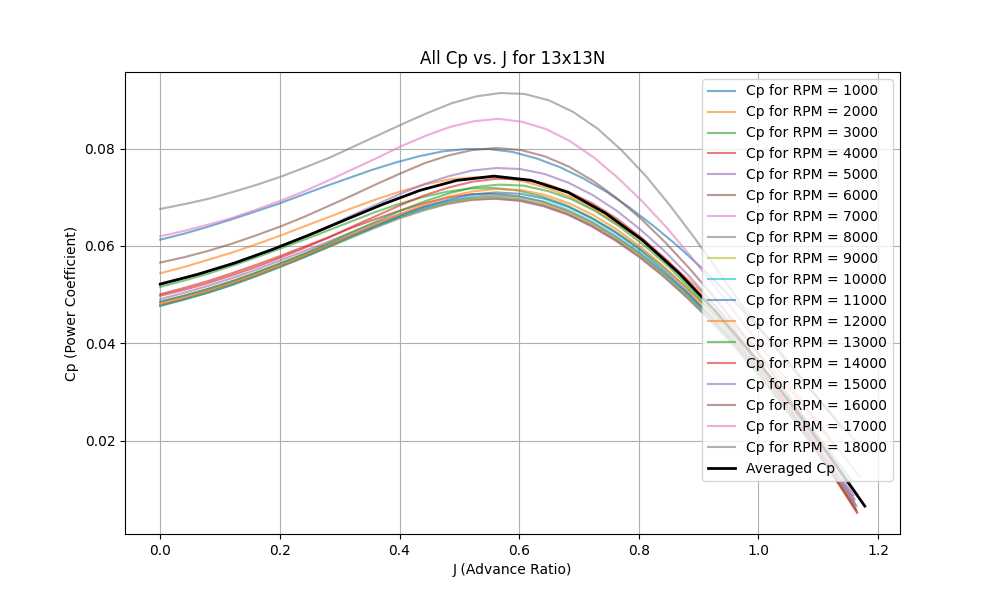 All Cp vs. J for 13x13N
Cp (Power Coefficient)
0.08
0.06
0.04
0.02
0.0
0.2
0.4
0.6
0.8
1.0
1.2
J (Advance Ratio)
Cp for RPM = 1000
Cp for RPM = 2000
Cp for RPM = 3000
Cp for RPM = 4000
Cp for RPM = 5000
Cp for RPM = 6000
Cp for RPM = 7000
Cp for RPM = 8000
Cp for RPM = 9000
Cp for RPM = 10000
Cp for RPM = 11000
Cp for RPM = 12000
Cp for RPM = 13000
Cp for RPM = 14000
Cp for RPM = 15000
Cp for RPM = 16000
Cp for RPM = 17000
Cp for RPM = 18000
Averaged Cp